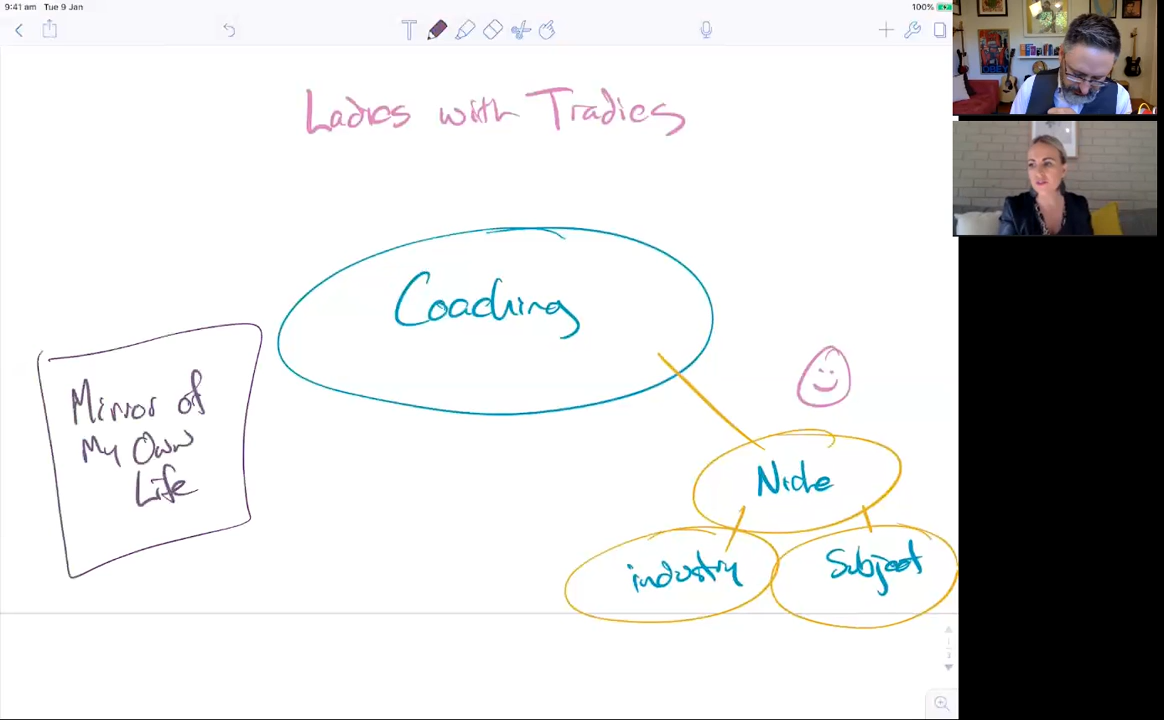 9:41 am Tue 9 Jan
100%
T
Ladies with Tradies
Coaching
Mirror of
My Own
Life
Niche
industry
Subject